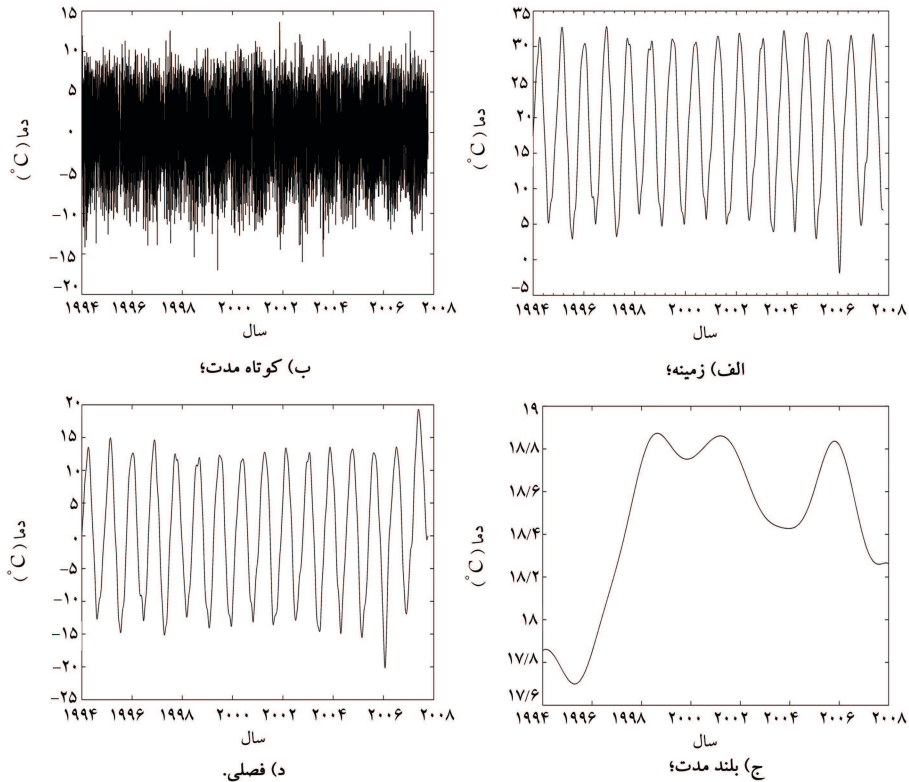 ۳۵
۳۰
۲۵
۲۰
۱۵
۱۰
۵
۰
-۵
دما (°C)
۱۹۹۴ ۱۹۹۶ ۱۹۹۸ ۲۰۰۰ ۲۰۰۲ ۲۰۰۴ ۲۰۰۶ ۲۰۰۸
سال
الف) زمینه؛
۱۵
۱۰
۵
۰
-۵
-۱۰
-۱۵
-۲۰
دما (°C)
۱۹۹۴ ۱۹۹۶ ۱۹۹۸ ۲۰۰۰ ۲۰۰۲ ۲۰۰۴ ۲۰۰۶ ۲۰۰۸
سال
ب) کوتاه مدت؛
۱۹
۱۸/۸
۱۸/۶
۱۸/۴
۱۸/۲
۱۸
۱۷/۸
۱۷/۶
دما (°C)
۱۹۹۴ ۱۹۹۶ ۱۹۹۸ ۲۰۰۰ ۲۰۰۲ ۲۰۰۴ ۲۰۰۶ ۲۰۰۸
سال
ج) بلند مدت؛
۲۰
۱۵
۱۰
۵
۰
-۵
-۱۰
-۱۵
-۲۰
-۲۵
دما (°C)
۱۹۹۴ ۱۹۹۶ ۱۹۹۸ ۲۰۰۰ ۲۰۰۲ ۲۰۰۴ ۲۰۰۶ ۲۰۰۸
سال
د) فصلی.